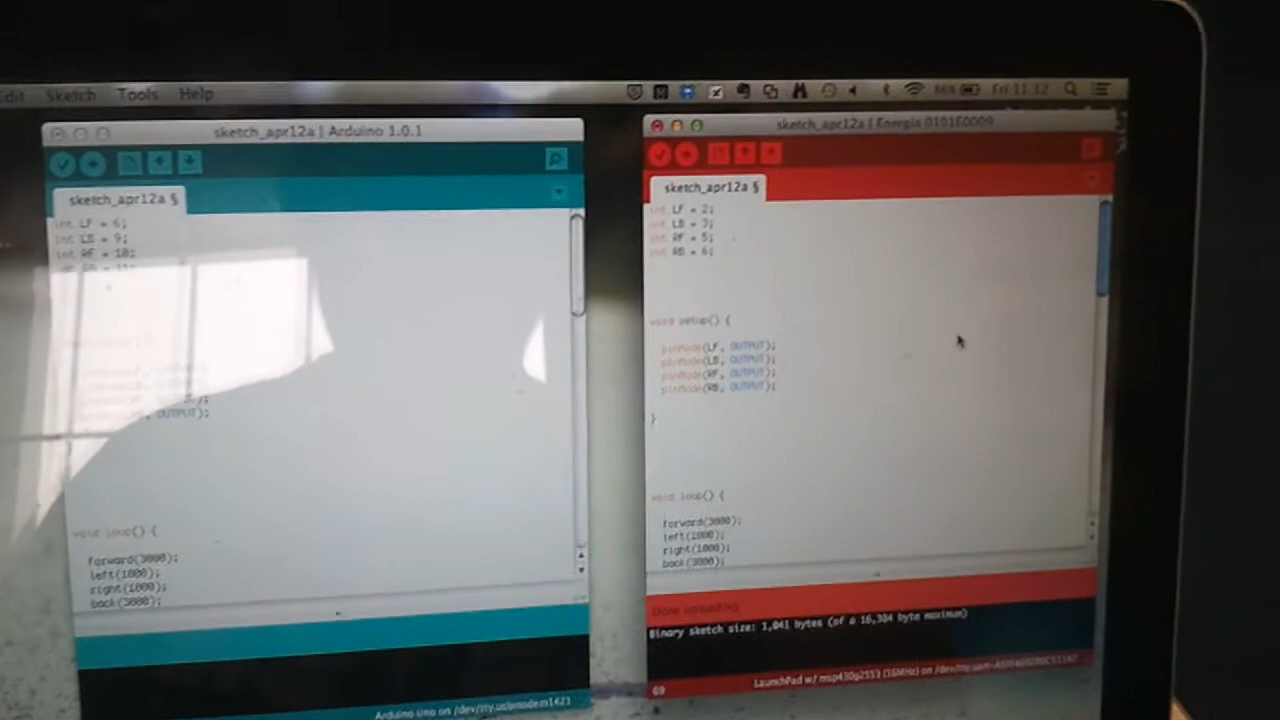 Edit Sketch Tools Help
Fri 11:32
sketch_apr12a | Arduino 1.0.1
sketch_apr12a §
int LF = 6;
int LB = 9;
int RF = 10;
OUTPUT);
void loop() {
forward(3000);
left(1000);
right(1000);
back(3000);
Arduino Uno on /dev/tty.usbmodem1421
sketch_apr12a | Energia 0101E0009
sketch_apr12a §
int LF = 2;
int LB = 3;
int RF = 5;
int RB = 6;
void setup() {
pinMode(LF, OUTPUT);
pinMode(LB, OUTPUT);
pinMode(RF, OUTPUT);
pinMode(RB, OUTPUT);
}
void loop() {
forward(3000);
left(1000);
right(1000);
back(3000);
Done uploading.
Binary sketch size: 1,041 bytes (of a 16,384 byte maximum)
69
LaunchPad w/ msp430g2553 (16MHz) on